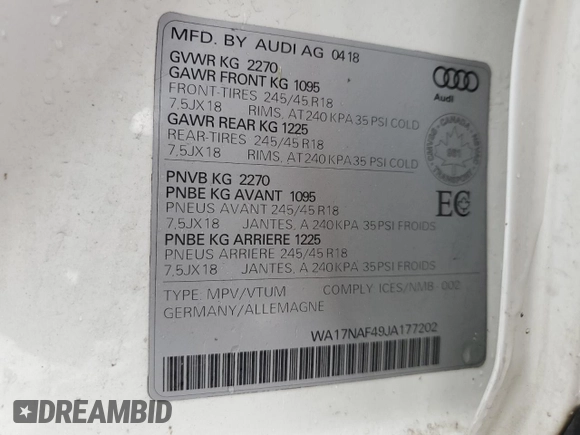 MFD. BY AUDI AG 04 18
GVWR KG 2270
GAWR FRONT KG 1095
FRONT-TIRES 245/45 R18
7,5JX18 RIMS, AT 240 KPA 35 PSI COLD
GAWR REAR KG 1225
REAR-TIRES 245/45 R18
7,5JX18 RIMS, AT 240 KPA 35 PSI COLD
Audi
CANADA
TRANSPORT
PNVB KG 2270
PNBE KG AVANT 1095
PNEUS AVANT 245/45 R18
7,5JX18 JANTES, A 240 KPA 35PSI FROIDS
PNBE KG ARRIERE 1225
PNEUS ARRIERE 245/45 R18
7,5JX18 JANTES, A 240 KPA 35PSI FROIDS
EC
TYPE: MPV/VTUM COMPLY ICES/NMB-002
GERMANY/ALLEMAGNE
WA17NAF49JA177202
DREAMBID